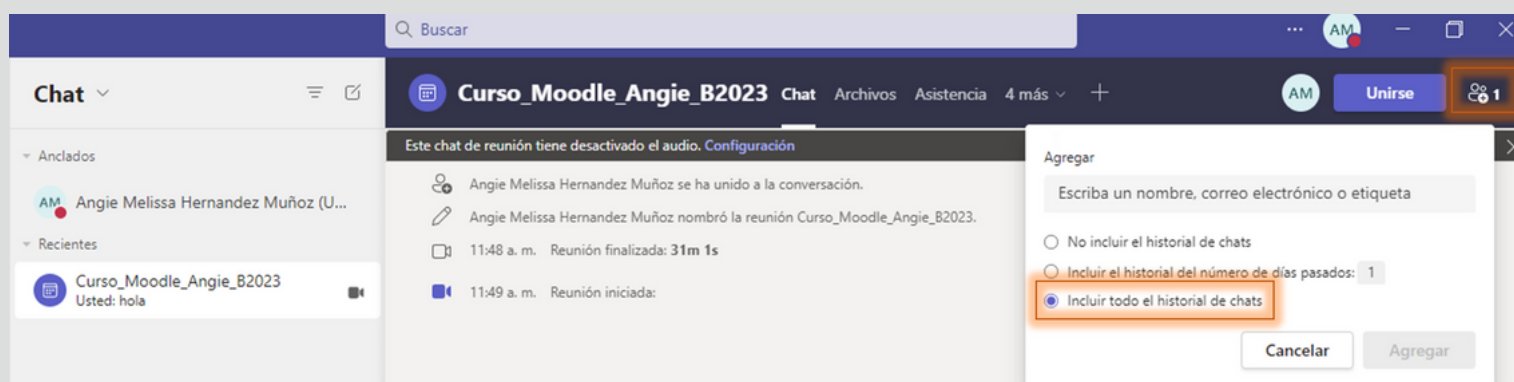 Buscar
AM
Chat
Curso_Moodle_Angie_B2023 Chat Archivos Asistencia 4 más
AM Unirse 1
Anclados
AM Angie Melissa Hernandez Muñoz (U...
Recientes
Curso_Moodle_Angie_B2023
Usted: hola
Este chat de reunión tiene desactivado el audio. Configuración
Angie Melissa Hernandez Muñoz se ha unido a la conversación.
Angie Melissa Hernandez Muñoz nombró la reunión Curso_Moodle_Angie_B2023.
11:48 a. m. Reunión finalizada: 31m 1s
11:49 a. m. Reunión iniciada:
Agregar
Escriba un nombre, correo electrónico o etiqueta
No incluir el historial de chats
Incluir el historial del número de días pasados: 1
Incluir todo el historial de chats
Cancelar Agregar